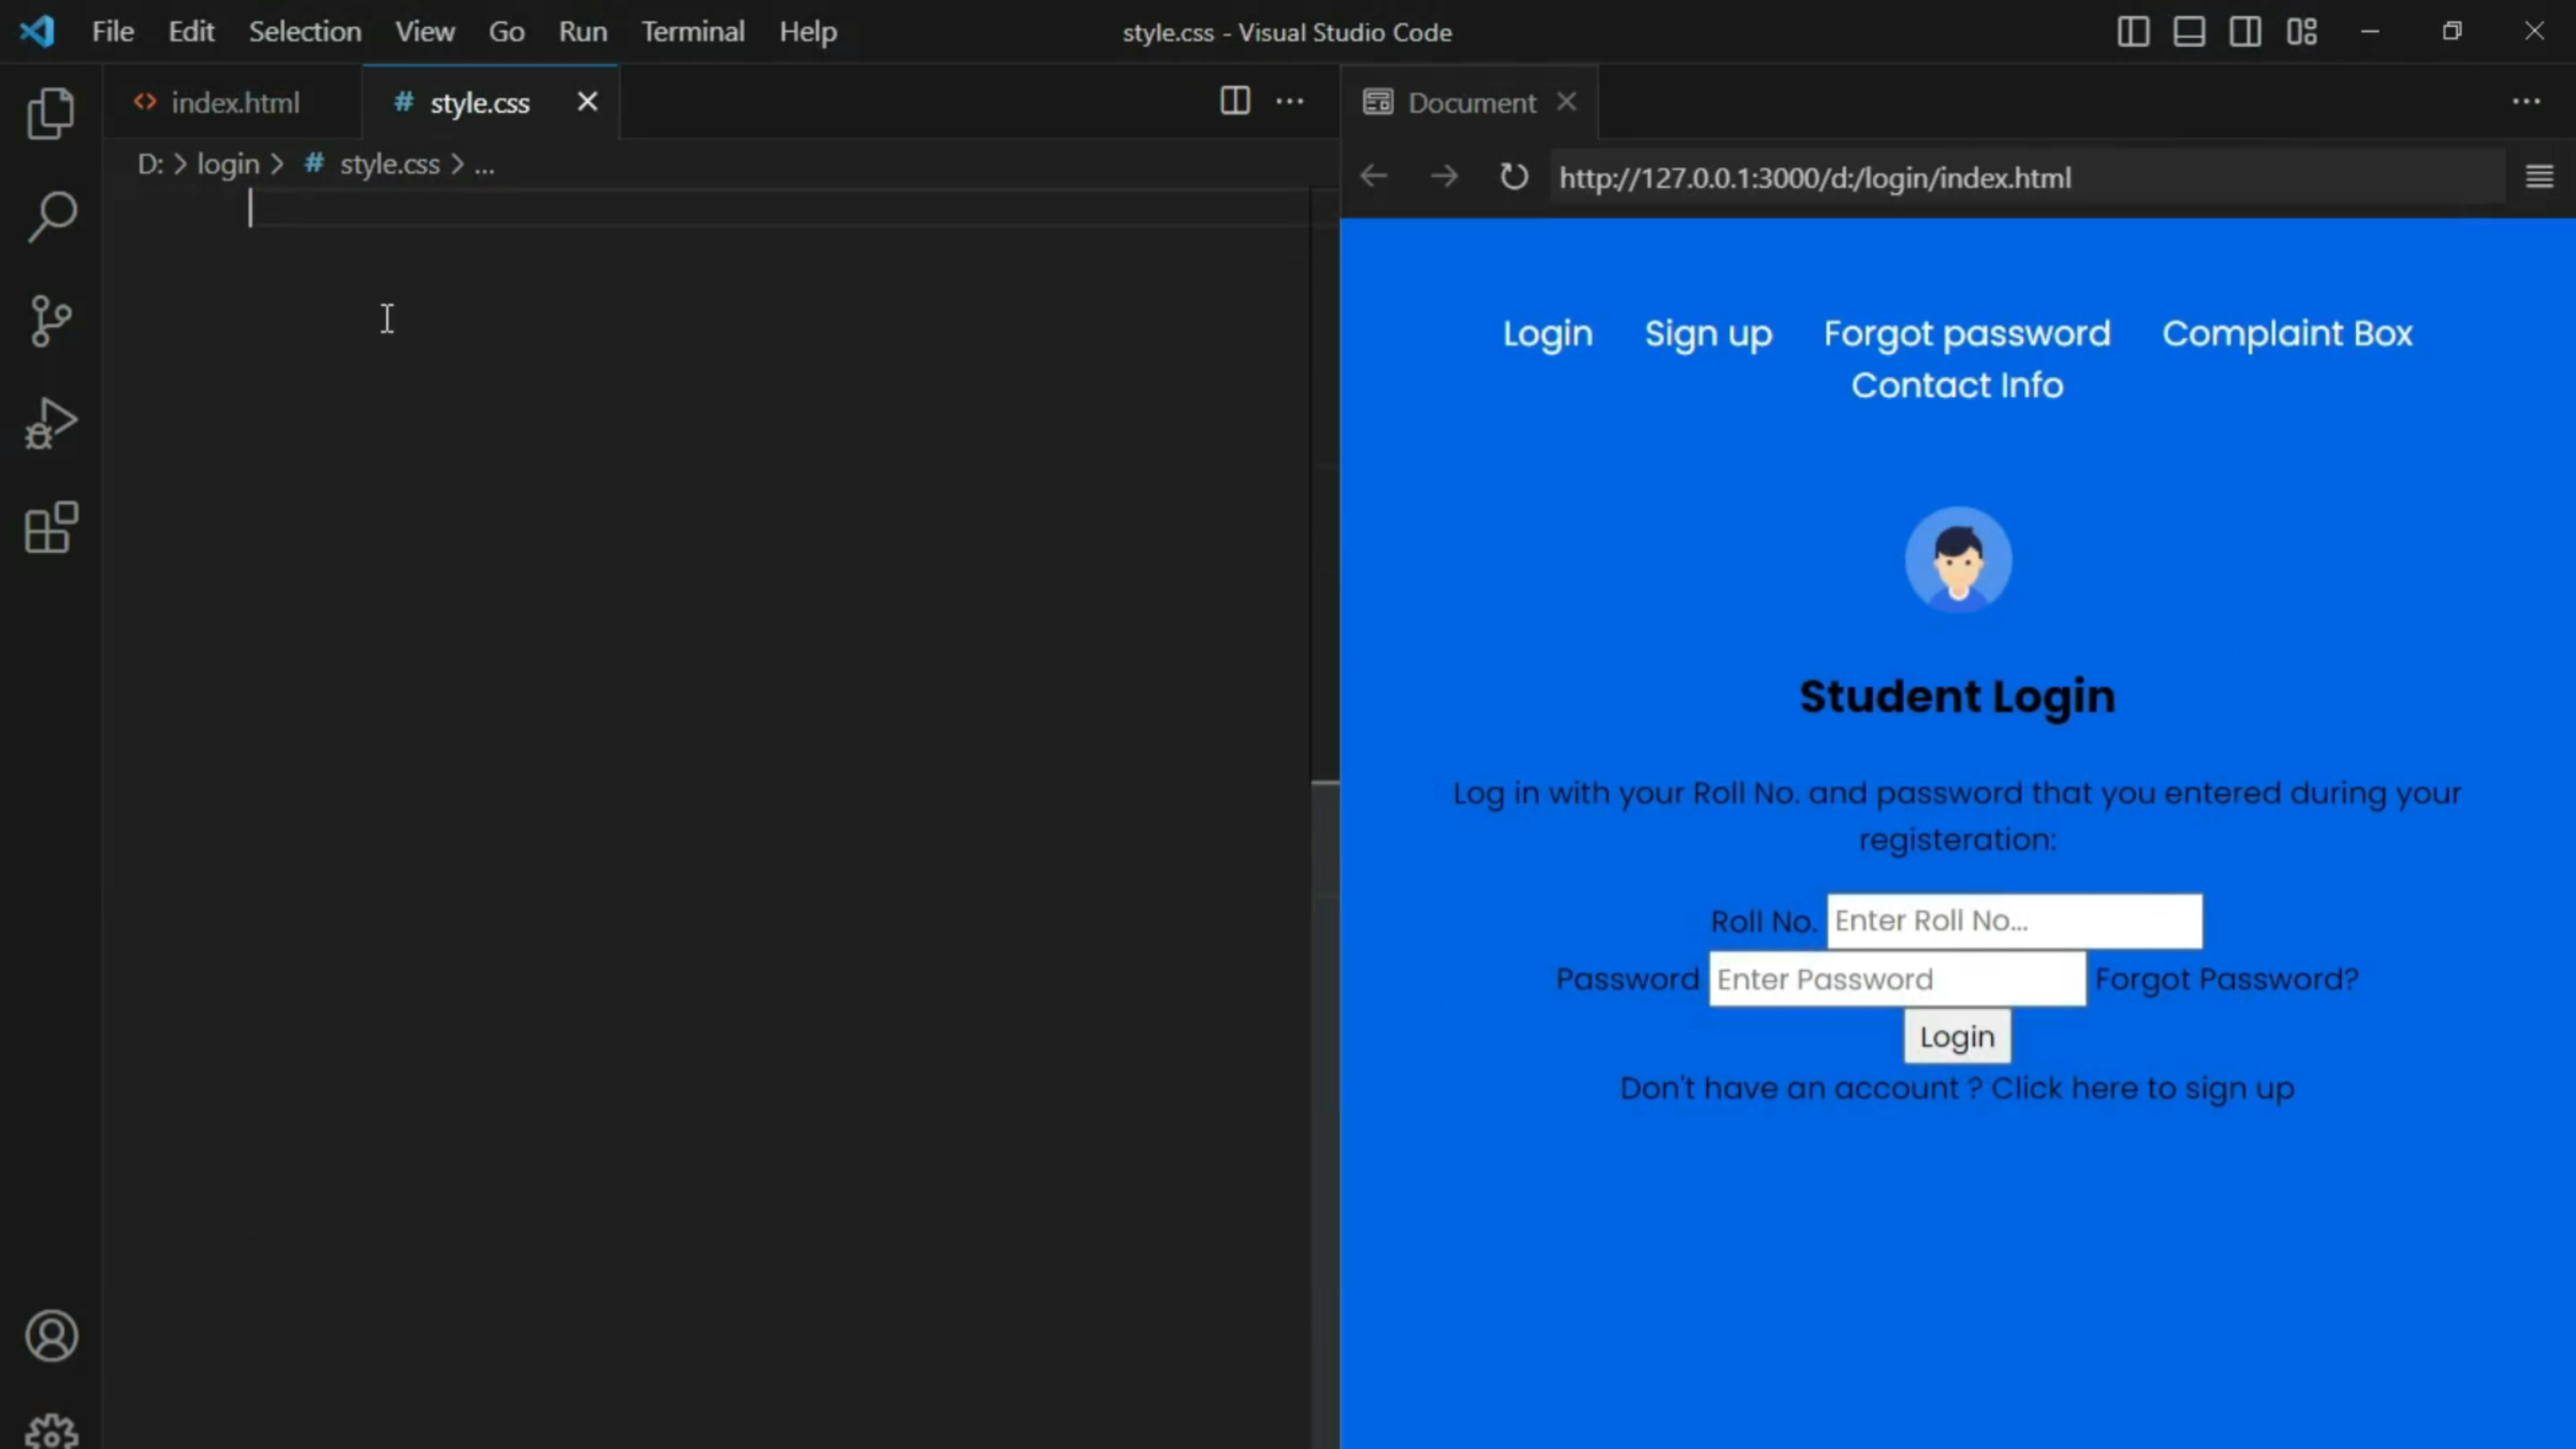 File Edit Selection View Go Run Terminal Help
style.css - Visual Studio Code
index.html
# style.css
Document
D: > login > # style.css > ...
http://127.0.0.1:3000/d:/login/index.html
Login Sign up Forgot password Complaint Box
Contact Info
Student Login
Log in with your Roll No. and password that you entered during your
registeration:
Roll No. Enter Roll No...
Password Enter Password Forgot Password?
Login
Don't have an account ? Click here to sign up